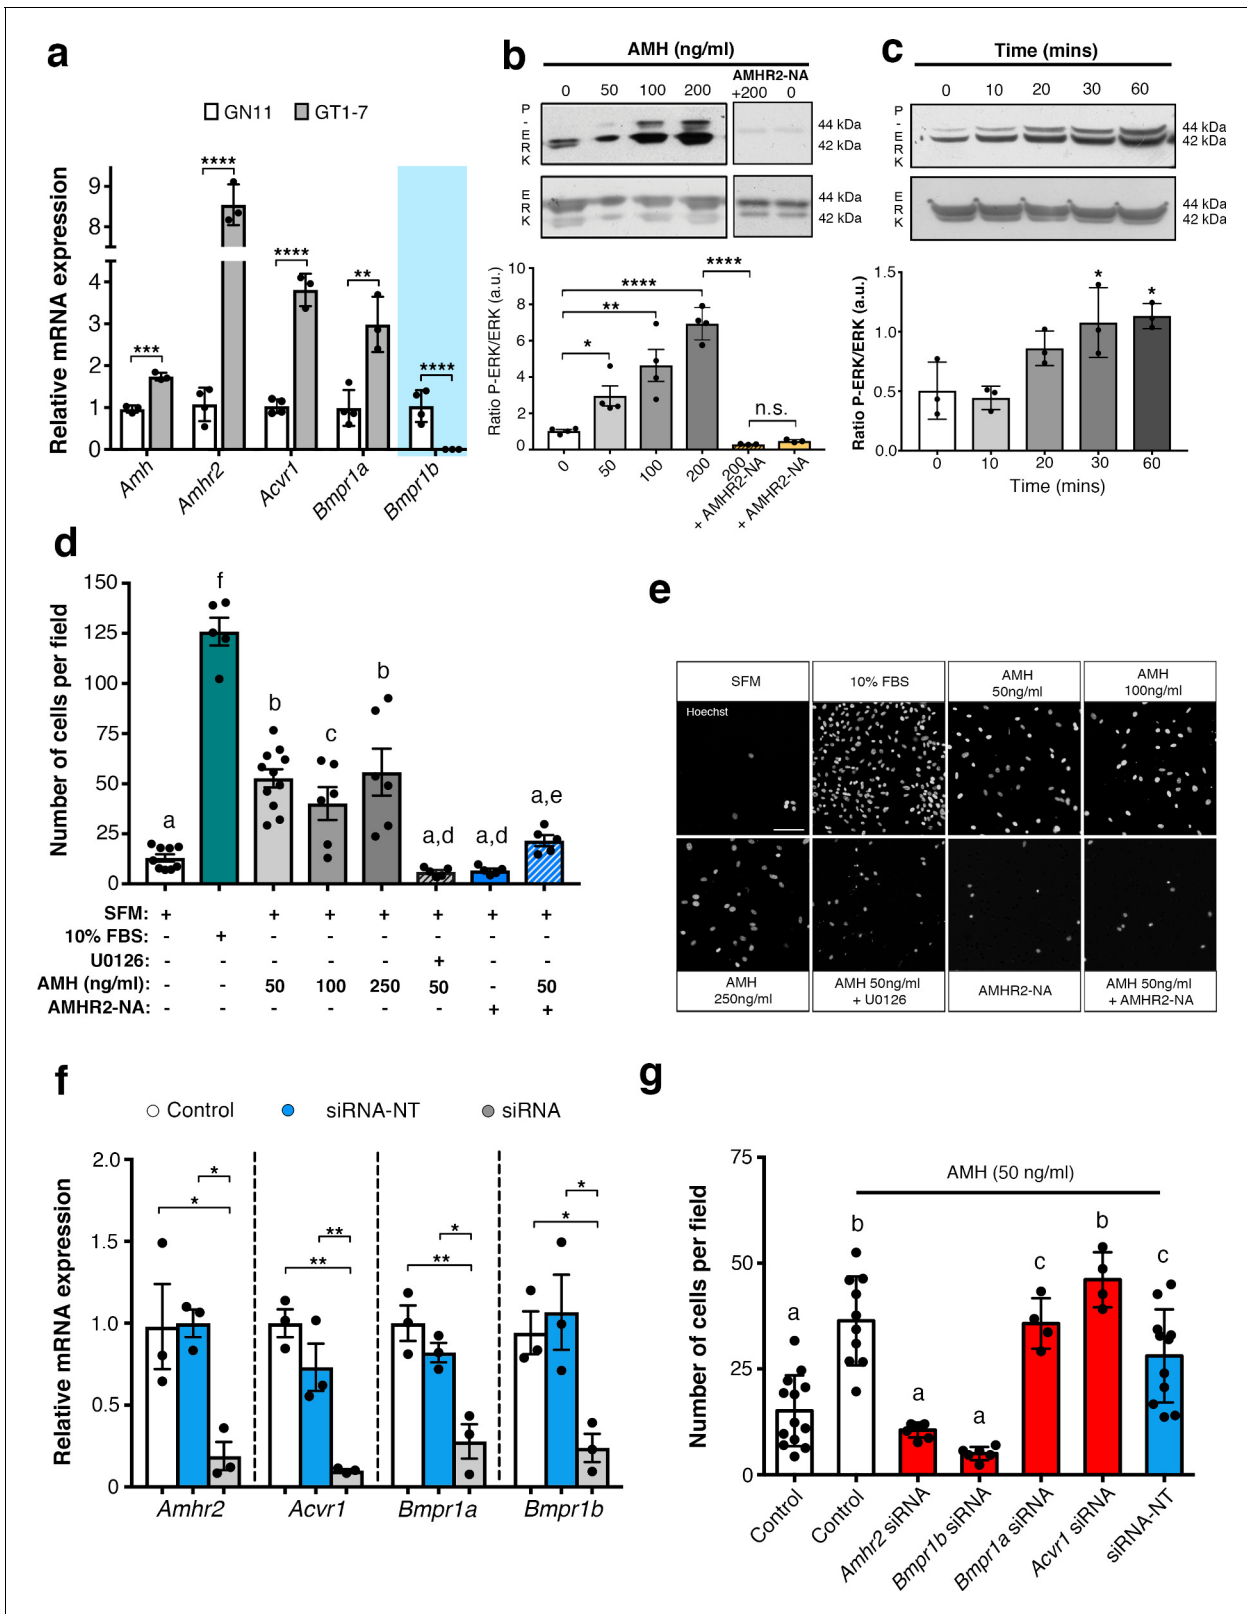 a
GN11 GT1-7
Relative mRNA expression
9
8
4
3
2
1
0
*** **** **** ** ****
Amh Amhr2 Acvr1 Bmpr1a Bmpr1b
b
AMH (ng/ml)
AMHR2-NA
0 50 100 200 +200 0
P-ERK
44 kDa
42 kDa
ERK
44 kDa
42 kDa
Ratio P-ERK/ERK (a.u.)
10
8
6
4
2
0
****
****
**
*
n.s.
0 50 100 200 200 + AMHR2-NA + AMHR2-NA
c
Time (mins)
0 10 20 30 60
P-ERK
44 kDa
42 kDa
ERK
44 kDa
42 kDa
Ratio P-ERK/ERK (a.u.)
1.5
1.0
0.5
0.0
* *
0 10 20 30 60
Time (mins)
d
Number of cells per field
150
125
100
75
50
25
0
a f b c b a,d a,d a,e
SFM: + - + + + + + +
10% FBS: - + - - - - - -
U0126: - - - - - + - -
AMH (ng/ml): - - 50 100 250 50 - 50
AMHR2-NA: - - - - - - + +
e
SFM
10% FBS
AMH
50ng/ml
AMH
100ng/ml
Hoechst
AMH
250ng/ml
AMH 50ng/ml
+ U0126
AMHR2-NA
AMH 50ng/ml
+ AMHR2-NA
f
Control siRNA-NT siRNA
Relative mRNA expression
2.0
1.5
1.0
0.5
0
* * ** ** * ** * *
Amhr2 Acvr1 Bmpr1a Bmpr1b
g
AMH (50 ng/ml)
Number of cells per field
75
50
25
0
a b a a c b c
Control Control Amhr2 siRNA Bmpr1b siRNA Bmpr1a siRNA Acvr1 siRNA siRNA-NT